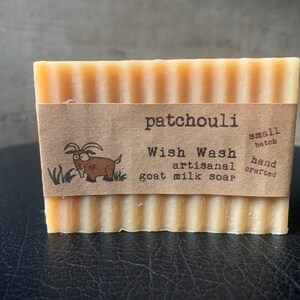 patchouli
Wish Wash
artisanal
goat milk soap
small
batch
hand
crafted